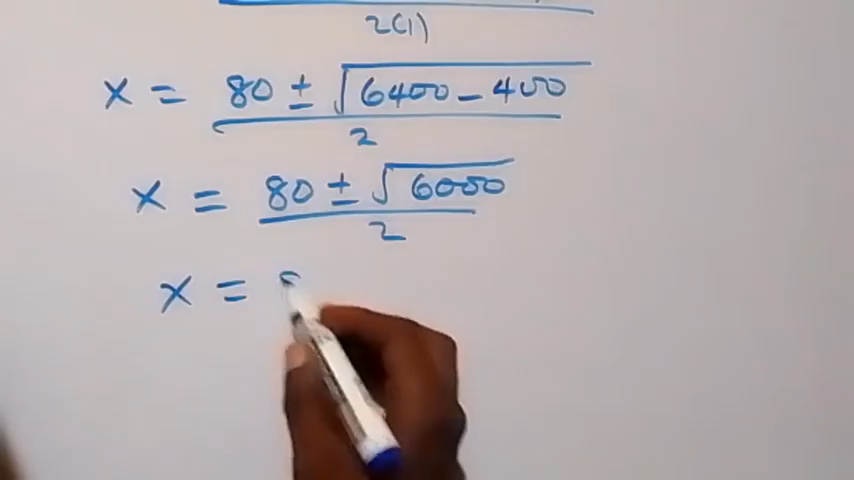 2(1)
x = 80 ± √6400 - 400
2
x = 80 ± √6000
2
x =